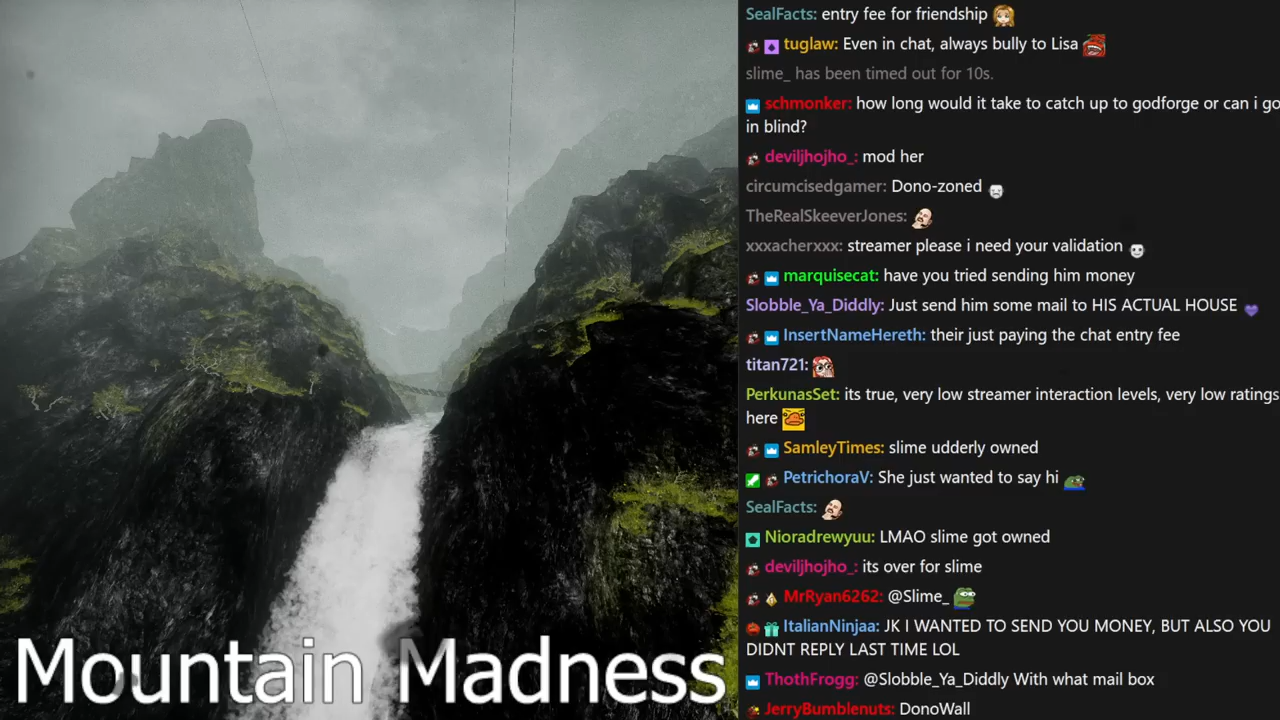 SealFacts: entry fee for friendship
tuglaw: Even in chat, always bully to Lisa
slime_ has been timed out for 10s.
schmonker: how long would it take to catch up to godforge or can i go
in blind?
deviljhojho_: mod her
circumcisedgamer: Dono-zoned
TheRealSkeeverJones:
xxxacherxxx: streamer please i need your validation
marquisecat: have you tried sending him money
Slobble_Ya_Diddly: Just send him some mail to HIS ACTUAL HOUSE
InsertNameHereth: their just paying the chat entry fee
titan721:
PerkunasSet: its true, very low streamer interaction levels, very low ratings
here
SamleyTimes: slime udderly owned
PetrichoraV: She just wanted to say hi
SealFacts:
Nioradrewyuu: LMAO slime got owned
deviljhojho_: its over for slime
MrRyan6262: @Slime_
ItalianNinjaa: JK I WANTED TO SEND YOU MONEY, BUT ALSO YOU
DIDNT REPLY LAST TIME LOL
ThothFrogg: @Slobble_Ya_Diddly With what mail box
JerryBumblenuts: DonoWall
Mountain Madness